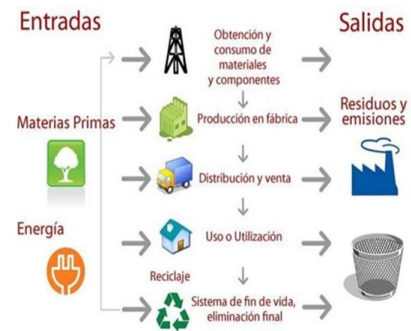 Entradas
Salidas
Obtención y
consumo de
materiales
y componentes
Materias Primas
Producción en fábrica
Residuos y
emisiones
Distribución y venta
Energía
Uso o Utilización
Reciclaje
Sistema de fin de vida,
eliminación final